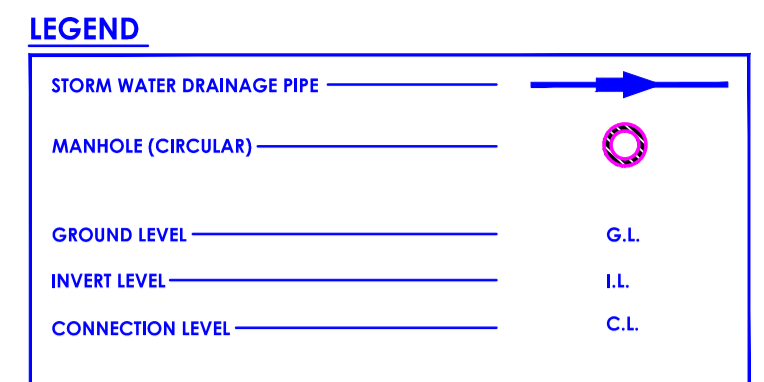 LEGEND
STORM WATER DRAINAGE PIPE
MANHOLE (CIRCULAR)
GROUND LEVEL G.L.
INVERT LEVEL I.L.
CONNECTION LEVEL C.L.